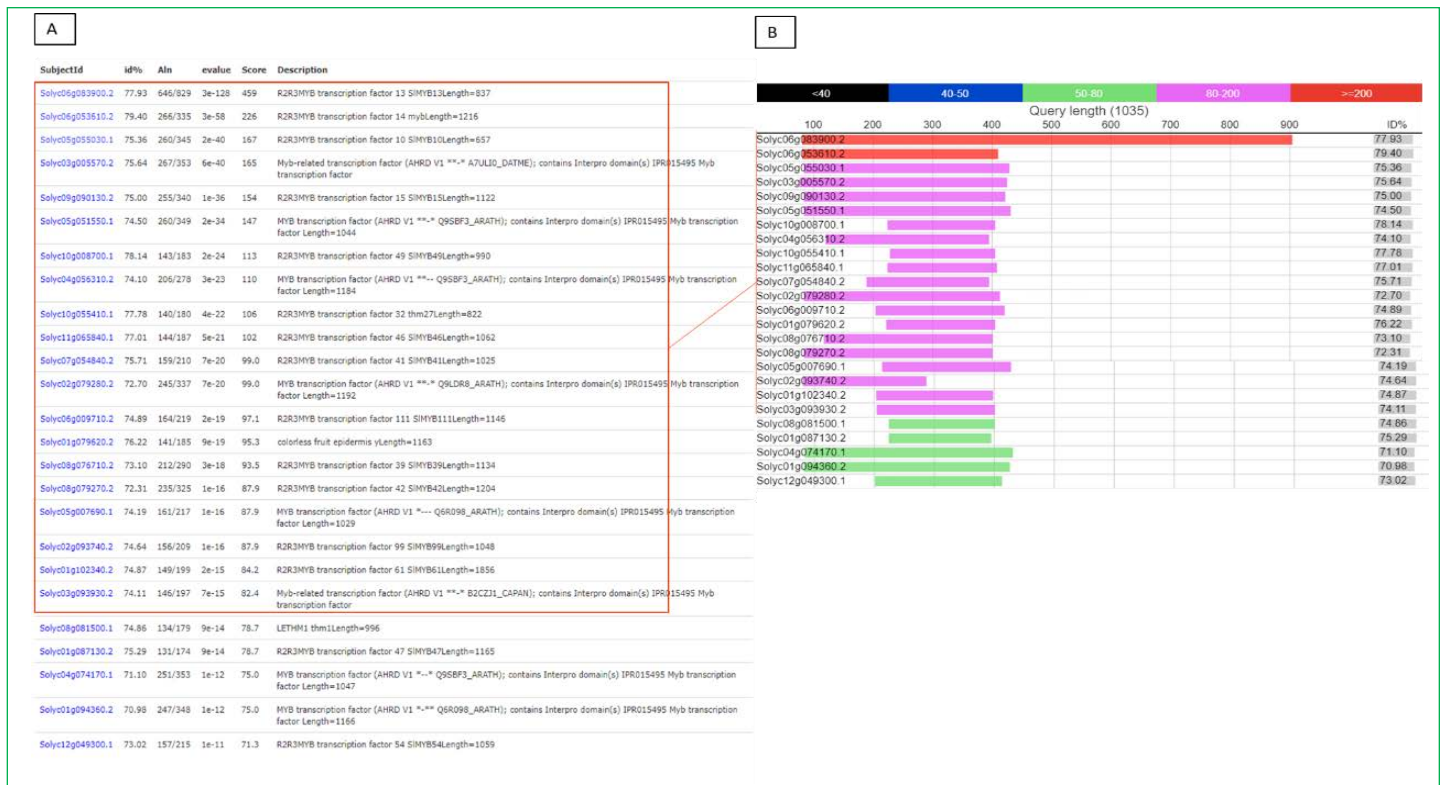 A
SubjectId id% Aln evalue Score Description
Solyc06g083900.2 77.93 646/829 3e-128 459 R2R3MYB transcription factor 13 SlMYB13Length=837
Solyc06g053610.2 79.40 266/335 3e-58 226 R2R3MYB transcription factor 14 mybLength=1216
Solyc05g055030.1 75.36 260/345 2e-40 167 R2R3MYB transcription factor 10 SlMYB10Length=657
Solyc03g005570.2 75.64 267/353 6e-40 165 Myb-related transcription factor (AHRD V1 **-* A7ULI0_DATME); contains Interpro domain(s) IPR015495 Myb
transcription factor
Solyc09g090130.2 75.00 255/340 1e-36 154 R2R3MYB transcription factor 15 SlMYB15Length=1122
Solyc05g051550.1 74.50 260/349 2e-34 147 MYB transcription factor (AHRD V1 **-* Q9SBF3_ARATH); contains Interpro domain(s) IPR015495 Myb transcription
factor Length=1044
Solyc10g008700.1 78.14 143/183 2e-24 113 R2R3MYB transcription factor 49 SlMYB49Length=990
Solyc04g056310.2 74.10 206/278 3e-23 110 MYB transcription factor (AHRD V1 **-- Q9SBF3_ARATH); contains Interpro domain(s) IPR015495 Myb transcription
factor Length=1184
Solyc10g055410.1 77.78 140/180 4e-22 106 R2R3MYB transcription factor 32 thm27Length=822
Solyc11g065840.1 77.01 144/187 5e-21 102 R2R3MYB transcription factor 46 SlMYB46Length=1062
Solyc07g054840.2 75.71 159/210 7e-20 99.0 R2R3MYB transcription factor 41 SlMYB41Length=1025
Solyc02g079280.2 72.70 245/337 7e-20 99.0 MYB transcription factor (AHRD V1 **-* Q9LDR8_ARATH); contains Interpro domain(s) IPR015495 Myb transcription
factor Length=1192
Solyc06g009710.2 74.89 164/219 2e-19 97.1 R2R3MYB transcription factor 111 SlMYB111Length=1146
Solyc01g079620.2 76.22 141/185 9e-19 95.3 colorless fruit epidermis yLength=1163
Solyc08g076710.2 73.10 212/290 3e-18 93.5 R2R3MYB transcription factor 39 SlMYB39Length=1134
Solyc08g079270.2 72.31 235/325 1e-16 87.9 R2R3MYB transcription factor 42 SlMYB42Length=1204
Solyc05g007690.1 74.19 161/217 1e-16 87.9 MYB transcription factor (AHRD V1 *--- Q6R098_ARATH); contains Interpro domain(s) IPR015495 Myb transcription
factor Length=1029
Solyc02g093740.2 74.64 156/209 1e-16 87.9 R2R3MYB transcription factor 99 SlMYB99Length=1048
Solyc01g102340.2 74.87 149/199 2e-15 84.2 R2R3MYB transcription factor 61 SlMYB61Length=1856
Solyc03g093930.2 74.11 146/197 7e-15 82.4 Myb-related transcription factor (AHRD V1 **-* B2CZJ1_CAPAN); contains Interpro domain(s) IPR015495 Myb
transcription factor
Solyc08g081500.1 74.86 134/179 9e-14 78.7 LETHM1 thm1Length=996
Solyc01g087130.2 75.29 131/174 9e-14 78.7 R2R3MYB transcription factor 47 SlMYB47Length=1165
Solyc04g074170.1 71.10 251/353 1e-12 75.0 MYB transcription factor (AHRD V1 *--* Q9SBF3_ARATH); contains Interpro domain(s) IPR015495 Myb transcription
factor Length=1047
Solyc01g094360.2 70.98 247/348 1e-12 75.0 MYB transcription factor (AHRD V1 *-** Q6R098_ARATH); contains Interpro domain(s) IPR015495 Myb transcription
factor Length=1166
Solyc12g049300.1 73.02 157/215 1e-11 71.3 R2R3MYB transcription factor 54 SlMYB54Length=1059
B
<40 40-50 50-80 80-200 >=200
Query length (1035)
100 200 300 400 500 600 700 800 900 ID%
Solyc06g083900.2 77.93
Solyc06g053610.2 79.40
Solyc05g055030.1 75.36
Solyc03g005570.2 75.64
Solyc09g090130.2 75.00
Solyc05g051550.1 74.50
Solyc10g008700.1 78.14
Solyc04g056310.2 74.10
Solyc10g055410.1 77.78
Solyc11g065840.1 77.01
Solyc07g054840.2 75.71
Solyc02g079280.2 72.70
Solyc06g009710.2 74.89
Solyc01g079620.2 76.22
Solyc08g076710.2 73.10
Solyc08g079270.2 72.31
Solyc05g007690.1 74.19
Solyc02g093740.2 74.64
Solyc01g102340.2 74.87
Solyc03g093930.2 74.11
Solyc08g081500.1 74.86
Solyc01g087130.2 75.29
Solyc04g074170.1 71.10
Solyc01g094360.2 70.98
Solyc12g049300.1 73.02